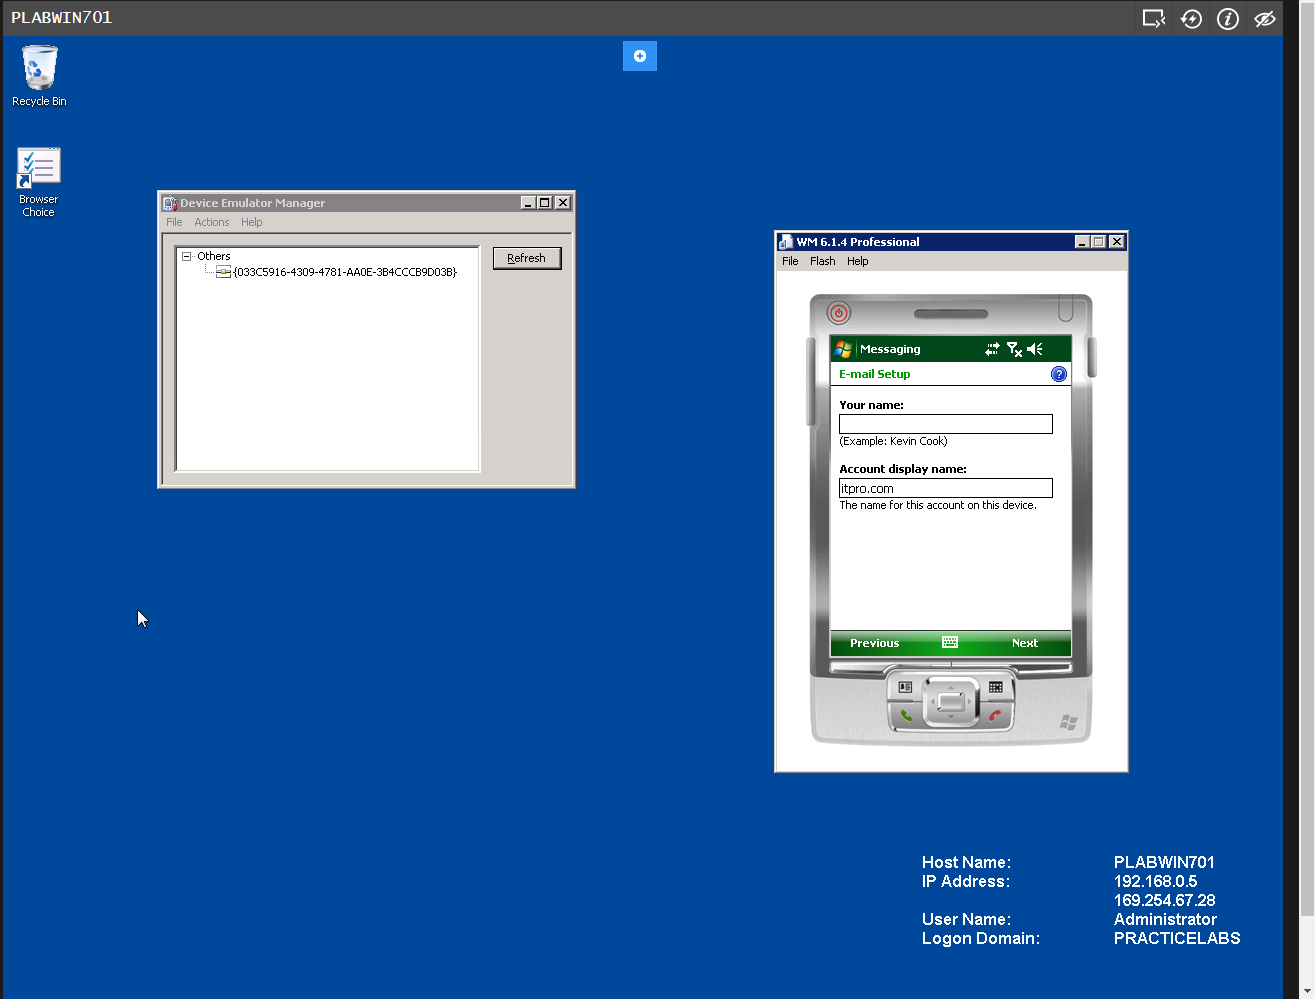 PLABWIN701
Recycle Bin
Browser
Choice
Device Emulator Manager
File Actions Help
Others
{033C5916-4309-4781-AA0E-3B4CCCB9D03B}
Refresh
WM 6.1.4 Professional
File Flash Help
Messaging
E-mail Setup
Your name:
(Example: Kevin Cook)
Account display name:
itpro.com
The name for this account on this device.
Previous Next
Host Name: PLABWIN701
IP Address: 192.168.0.5
169.254.67.28
User Name: Administrator
Logon Domain: PRACTICELABS